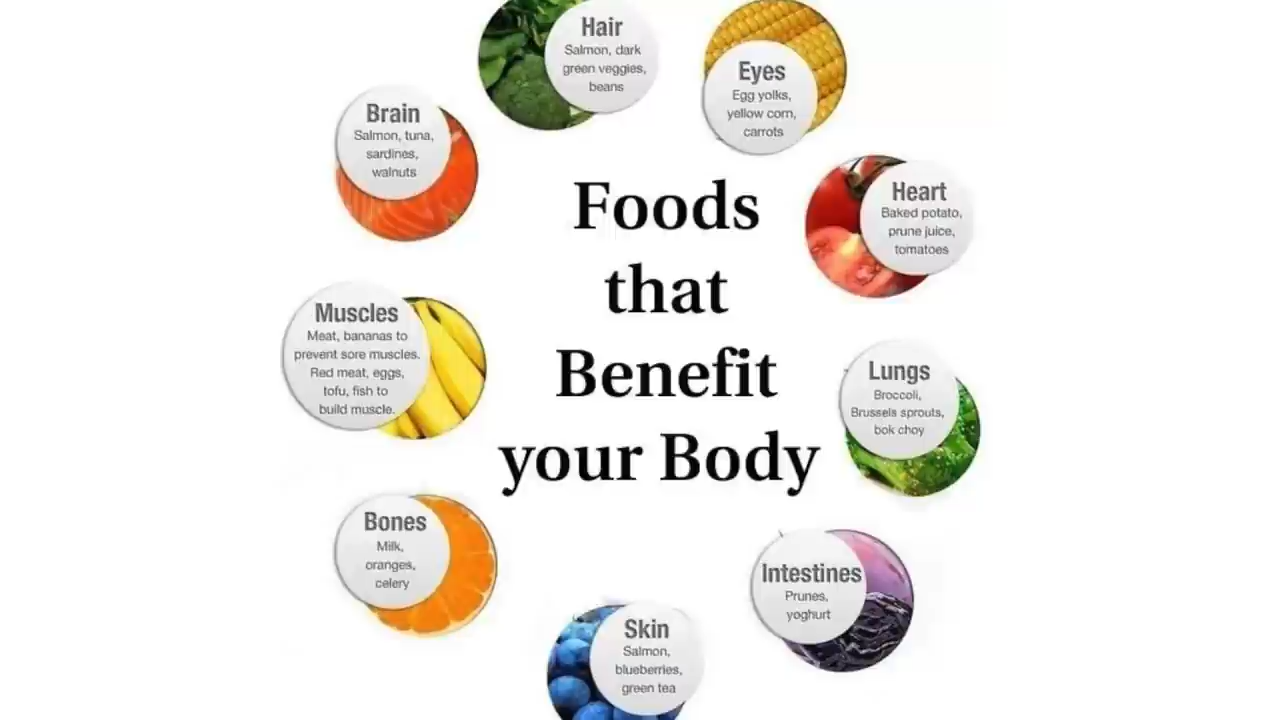 Hair
Salmon, dark
green veggies,
beans
Eyes
Egg yolks,
yellow corn,
carrots
Brain
Salmon, tuna,
sardines,
walnuts
Heart
Baked potato,
prune juice,
tomatoes
Foods
that
Benefit
your Body
Muscles
Meat, bananas to
prevent sore muscles.
Red meat, eggs,
tofu, fish to
build muscle.
Lungs
Broccoli,
Brussels sprouts,
bok choy
Bones
Milk,
oranges,
celery
Intestines
Prunes,
yoghurt
Skin
Salmon,
blueberries,
green tea